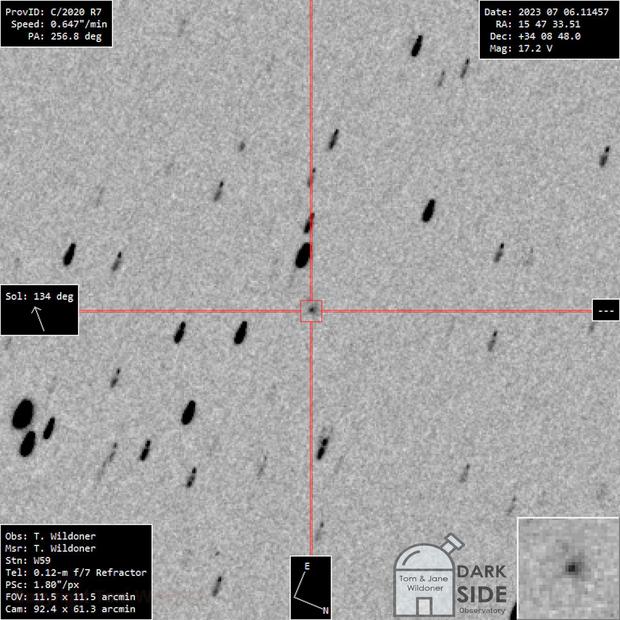 ProvID: C/2020 R7
Speed: 0.647"/min
PA: 256.8 deg
Date: 2023 07 06.11457
RA: 15 47 33.51
Dec: +34 08 48.0
Mag: 17.2 V
Sol: 134 deg
---
Obs: T. Wildoner
Msr: T. Wildoner
Stn: W59
Tel: 0.12-m f/7 Refractor
PSc: 1.80"/px
FOV: 11.5 x 11.5 arcmin
Cam: 92.4 x 61.3 arcmin
E
N
Tom & Jane
Wildoner
DARK
SIDE
Observatory